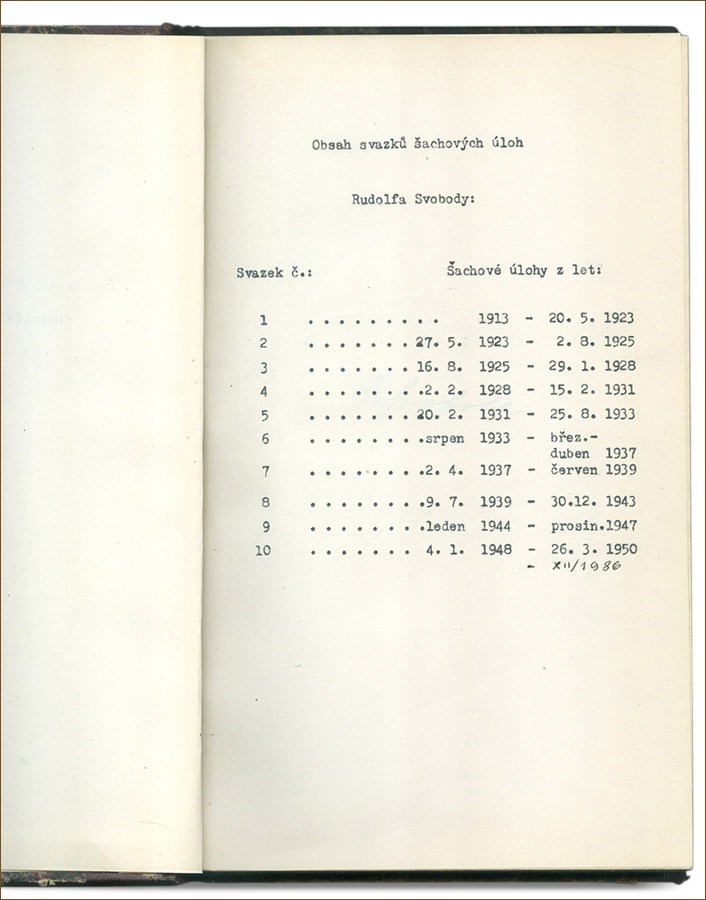 Obsah svazků šachových úloh
Rudolfa Svobody:
Svazek č.: Šachové úlohy z let:
1 . . . . . . . . . 1913 - 20. 5. 1923
2 . . . . . . . 27. 5. 1923 - 2. 8. 1925
3 . . . . . . . 16. 8. 1925 - 29. 1. 1928
4 . . . . . . . .2. 2. 1928 - 15. 2. 1931
5 . . . . . . . 20. 2. 1931 - 25. 8. 1933
6 . . . . . . . .srpen 1933 - břez.-
duben 1937
7 . . . . . . . .2. 4. 1937 - červen 1939
8 . . . . . . . .9. 7. 1939 - 30.12. 1943
9 . . . . . . . .leden 1944 - prosin.1947
10 . . . . . . . 4. 1. 1948 - 26. 3. 1950
- XII/1986